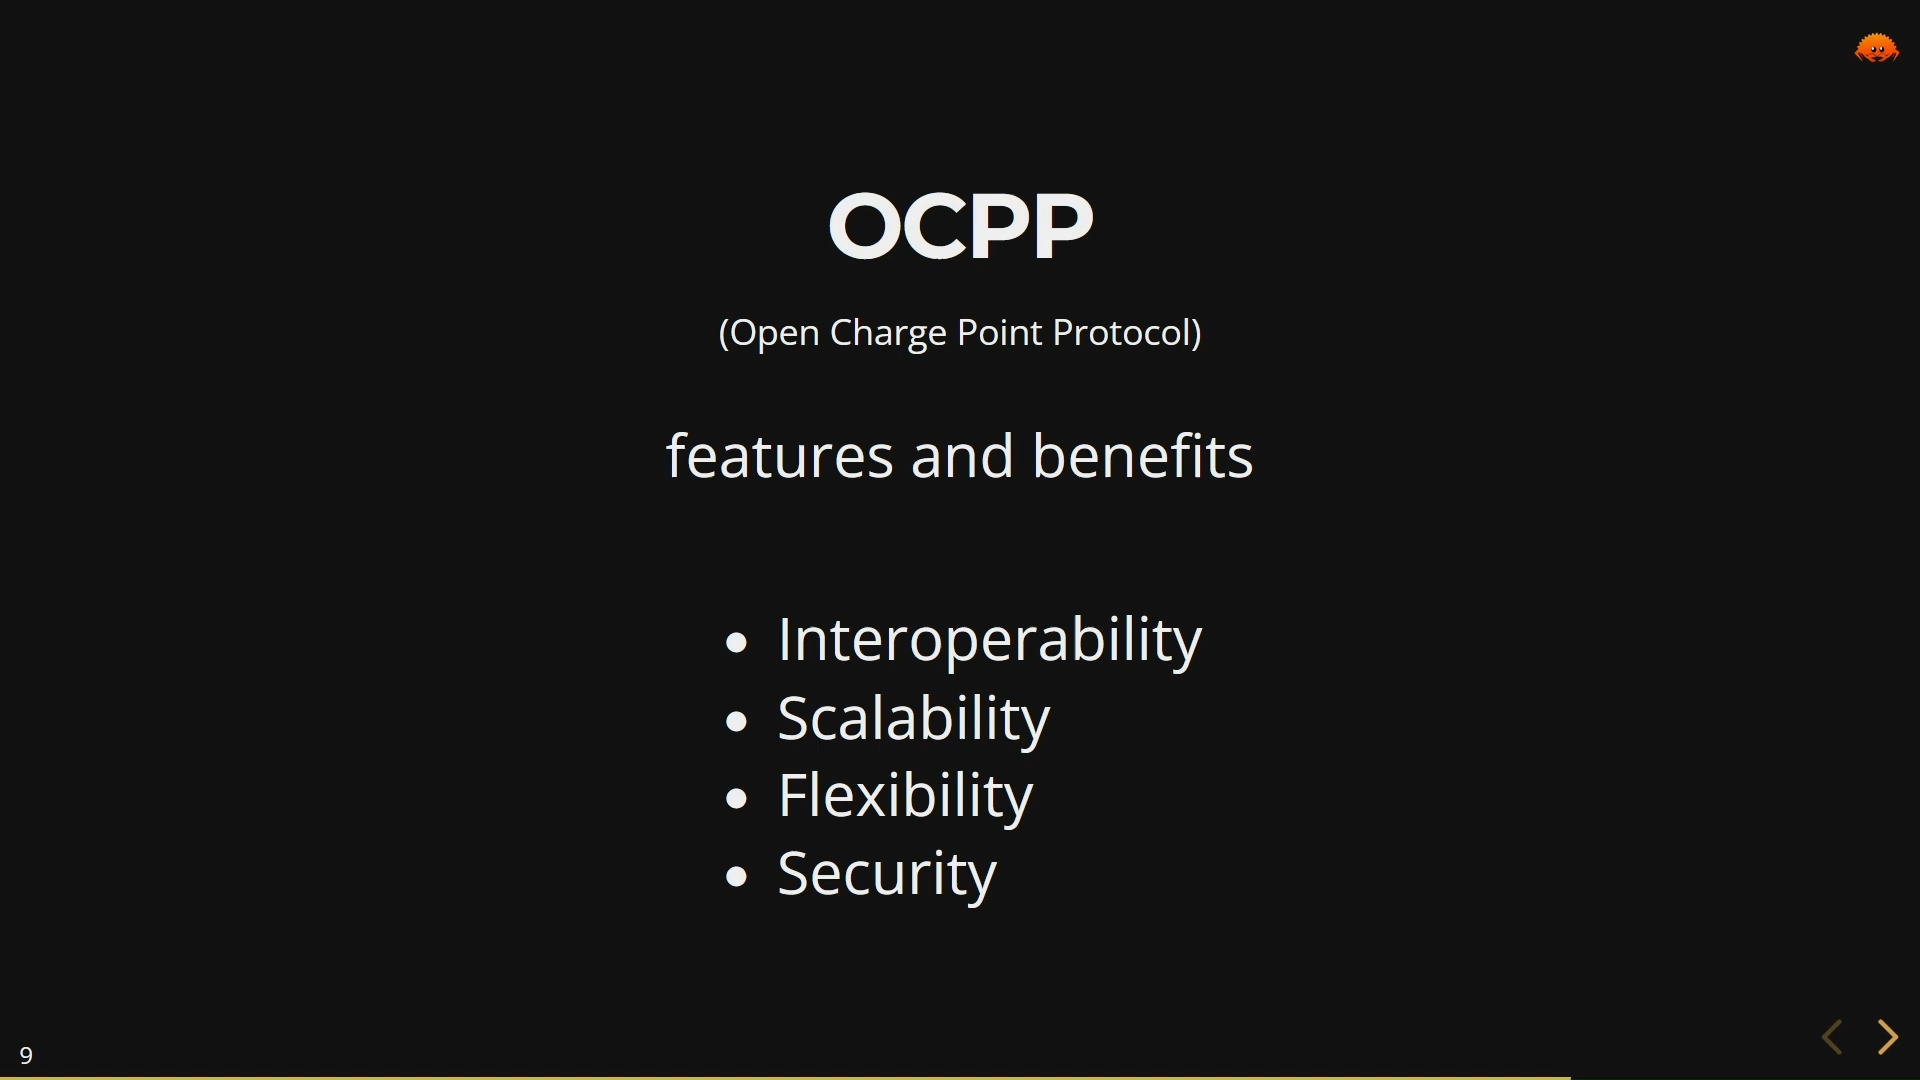 OCPP
(Open Charge Point Protocol)
features and benefits
• Interoperability
• Scalability
• Flexibility
• Security
9